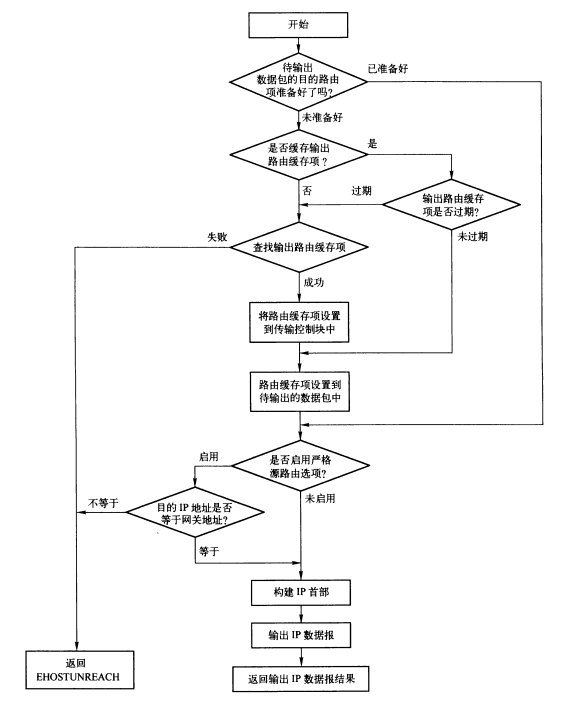 开始
待输出
数据包的目的路由
项准备好了吗?
已准备好
未准备好
是否缓存输出
路由缓存项?
是
否
过期
输出路由缓存
项是否过期?
未过期
失败
查找输出路由缓存项
成功
将路由缓存项设置
到传输控制块中
路由缓存项设置到
待输出的数据包中
启用
是否启用严格
源路由选项?
未启用
不等于
目的 IP 地址是否
等于网关地址?
等于
构建 IP 首部
输出 IP 数据报
返回
EHOSTUNREACH
返回输出 IP 数据报结果